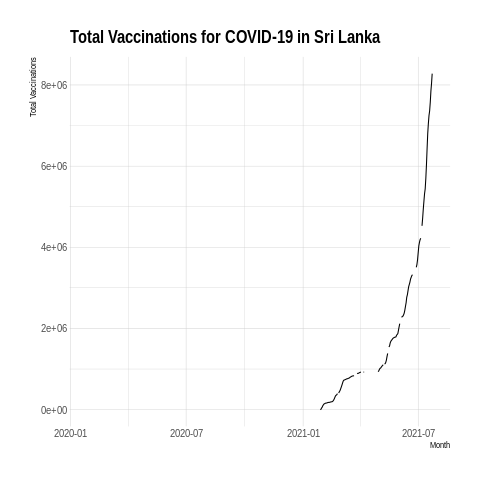 Total Vaccinations for COVID-19 in Sri Lanka
Total Vaccinations
8e+06
6e+06
4e+06
2e+06
0e+00
2020-01 2020-07 2021-01 2021-07
Month